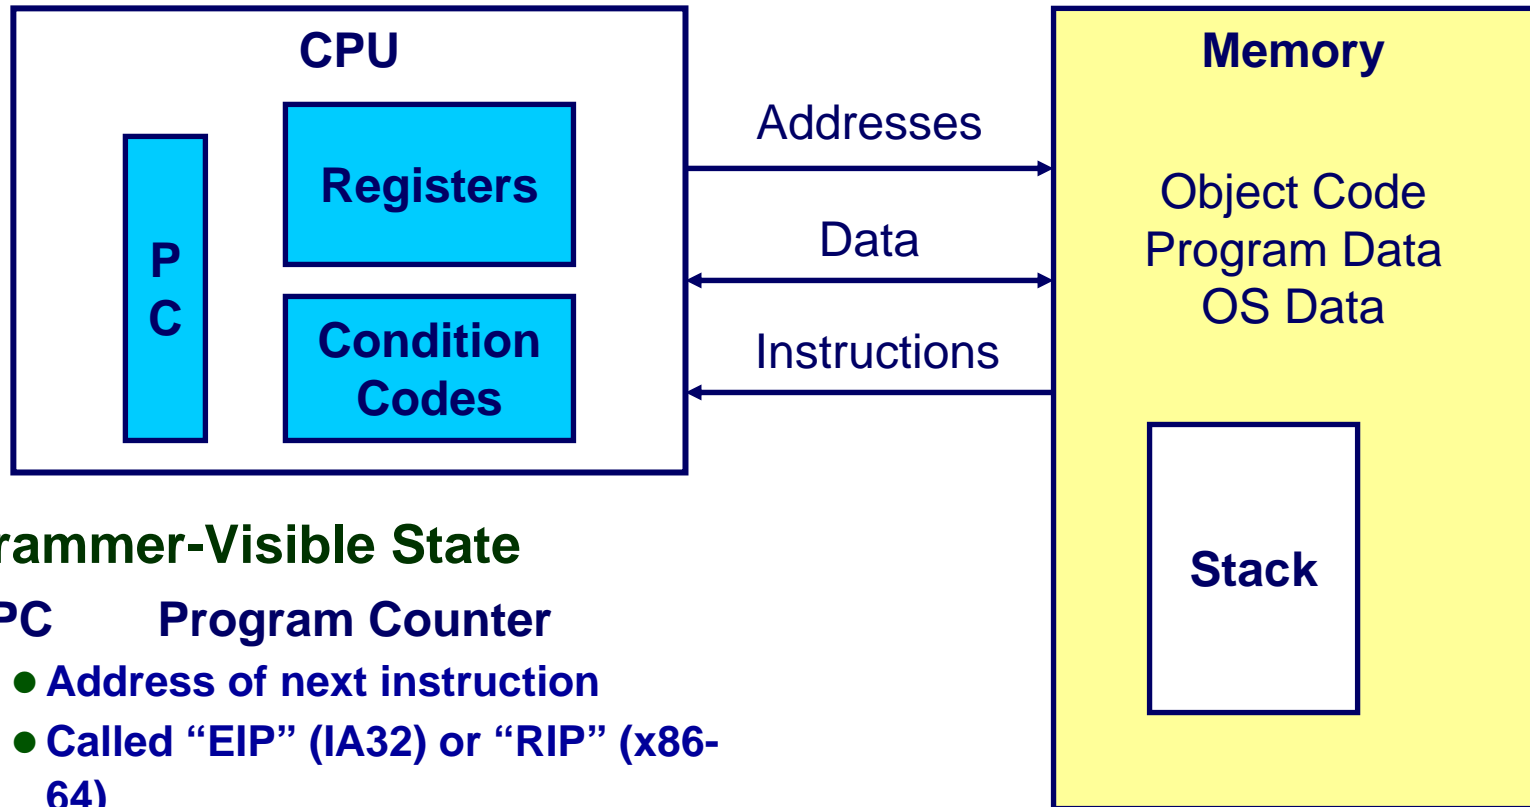 CPU
P
C
Registers
Condition
Codes
Addresses
Data
Instructions
Memory
Object Code
Program Data
OS Data
Stack
rammer-Visible State
PC Program Counter
● Address of next instruction
● Called “EIP” (IA32) or “RIP” (x86-
64)